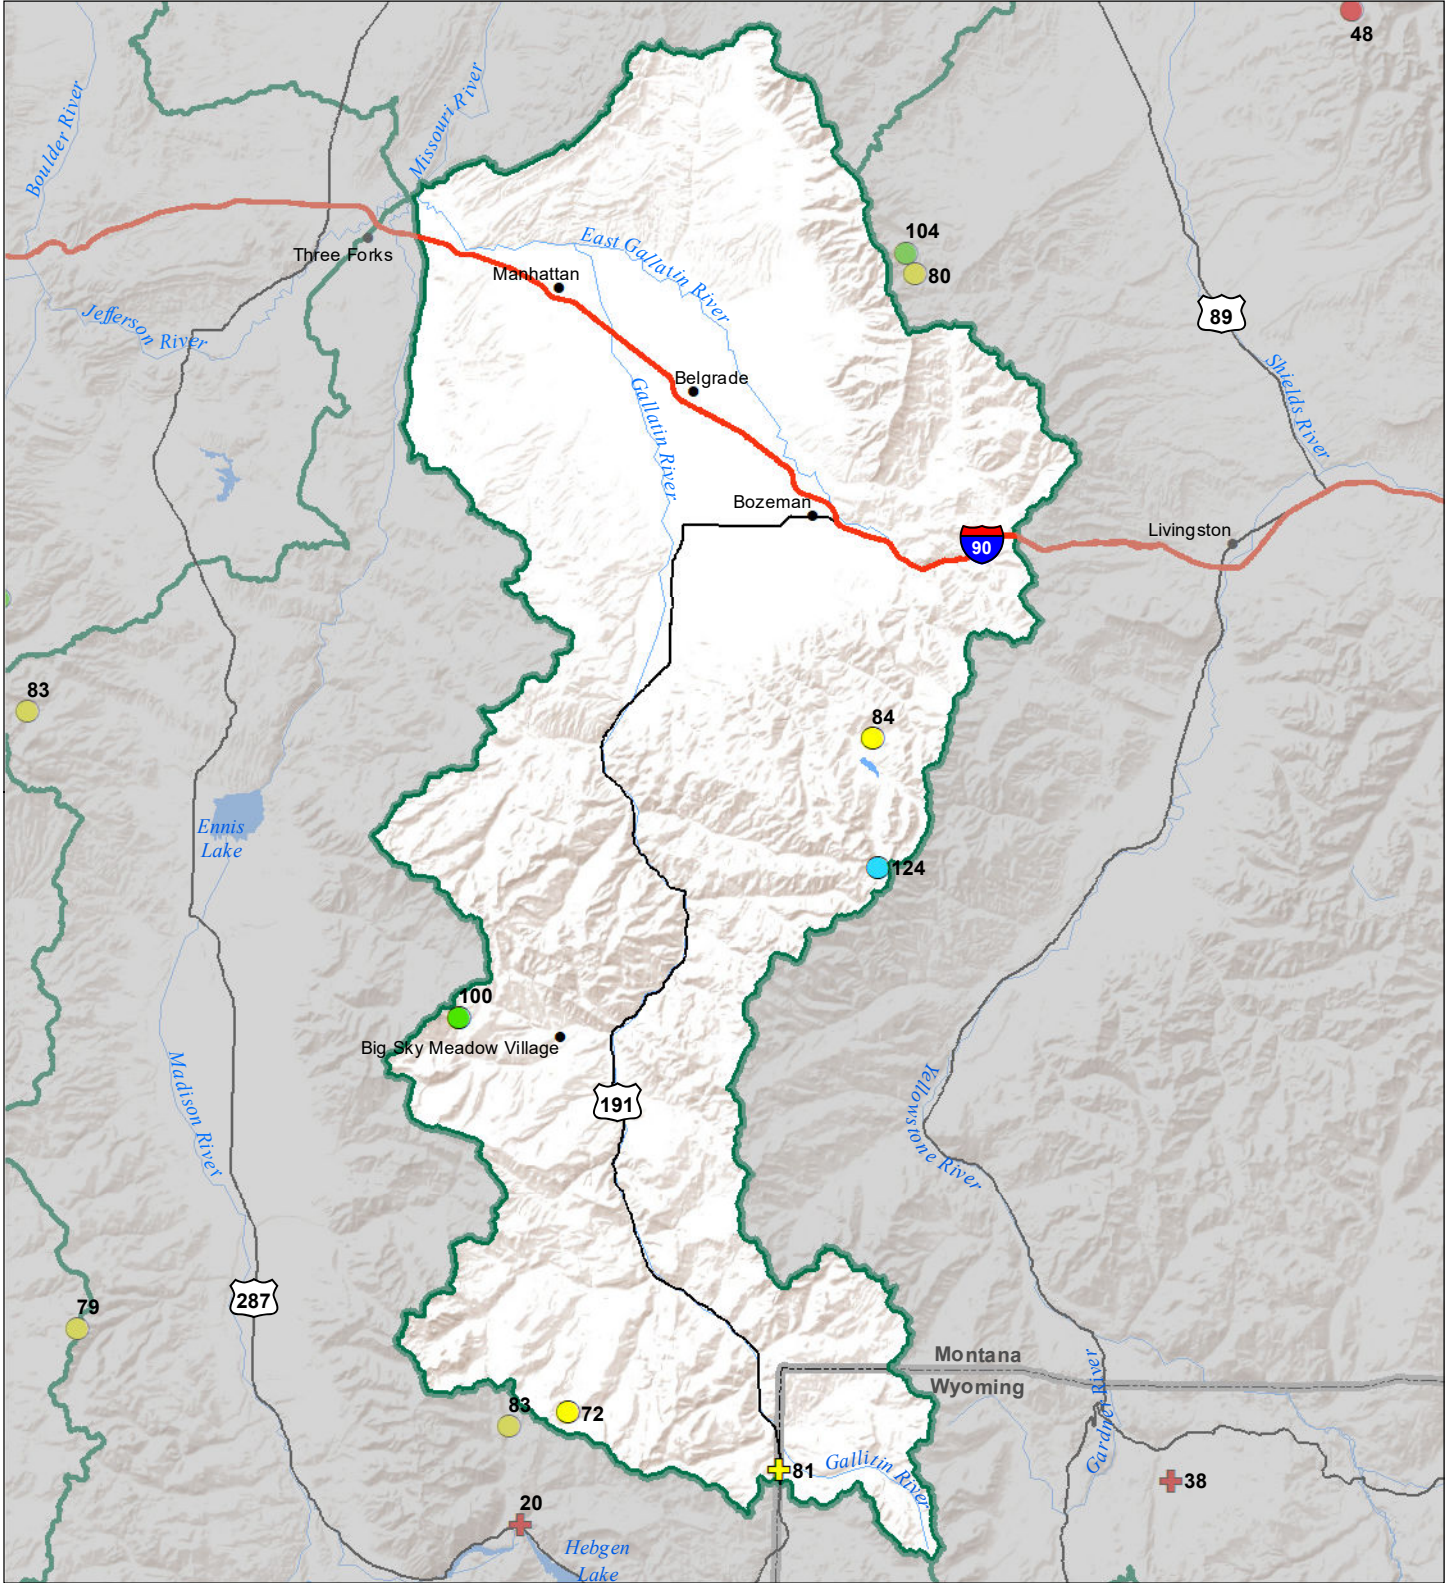 48
Boulder River
Missouri River
104
80
Three Forks
East Gallatin River
Manhattan
89
Jefferson River
Shields River
Belgrade
Gallatin River
Bozeman
Livingston
90
83
84
Ennis
Lake
124
100
Big Sky Meadow Village
Madison River
191
Yellowstone River
287
79
Montana
Wyoming
Gardner River
83
72
81
Gallitin River
38
20
Hebgen
Lake